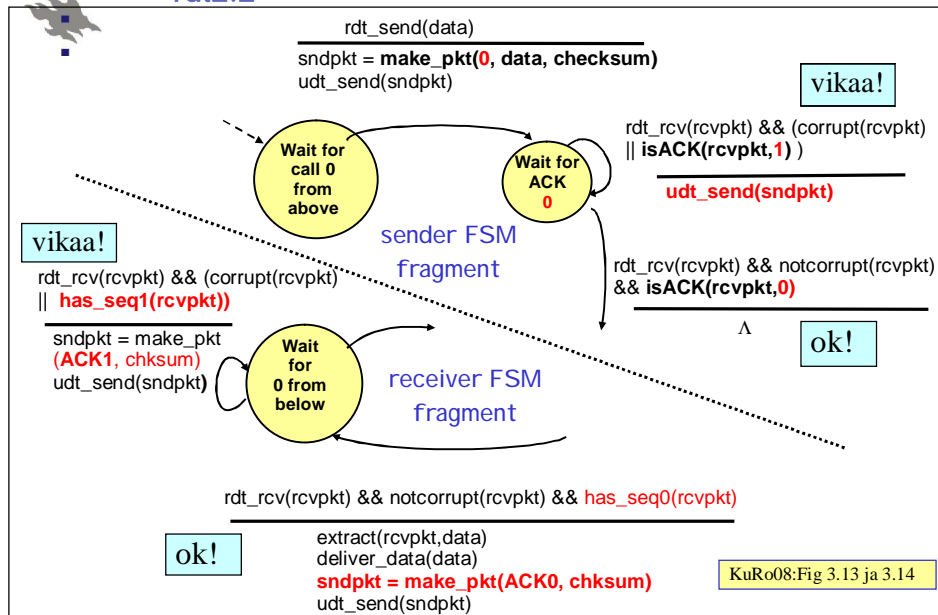 rdt_send(data)
sndpkt = make_pkt(0, data, checksum)
udt_send(sndpkt)
vikaa!
rdt_rcv(rcvpkt) && (corrupt(rcvpkt)
|| isACK(rcvpkt,1) )
udt_send(sndpkt)
Wait for
call 0
from
above
Wait for
ACK
0
sender FSM
fragment
rdt_rcv(rcvpkt) && notcorrupt(rcvpkt)
&& isACK(rcvpkt,0)
Λ
ok!
vikaa!
rdt_rcv(rcvpkt) && (corrupt(rcvpkt)
|| has_seq1(rcvpkt))
sndpkt = make_pkt
(ACK1, chksum)
udt_send(sndpkt)
Wait
for
0 from
below
receiver FSM
fragment
rdt_rcv(rcvpkt) && notcorrupt(rcvpkt) && has_seq0(rcvpkt)
ok!
extract(rcvpkt,data)
deliver_data(data)
sndpkt = make_pkt(ACK0, chksum)
udt_send(sndpkt)
KuRo08:Fig 3.13 ja 3.14